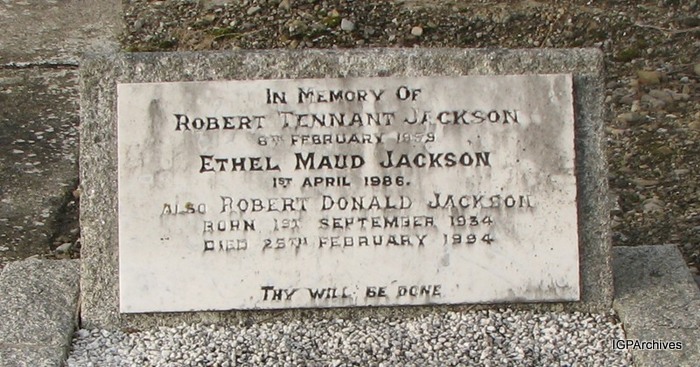 In Memory Of
Robert Tennant Jackson
6th February 1959
Ethel Maud Jackson
1st April 1986.
Also Robert Donald Jackson
Born 1st September 1934
Died 25th February 1994
Thy will be done
IGPArchives